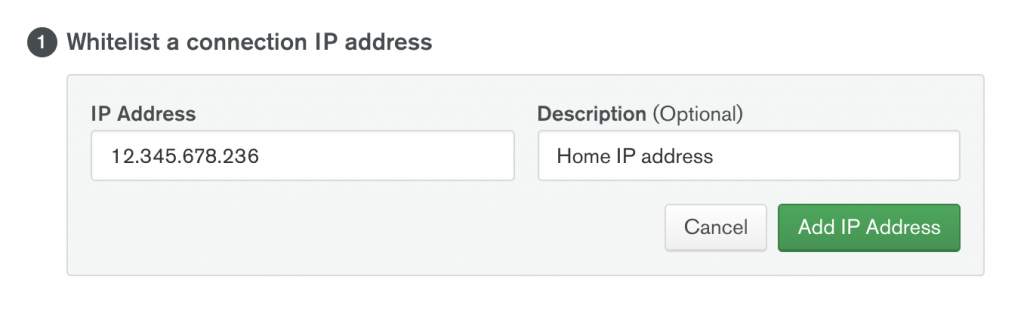 1 Whitelist a connection IP address
IP Address
Description (Optional)
12.345.678.236
Home IP address
Cancel
Add IP Address